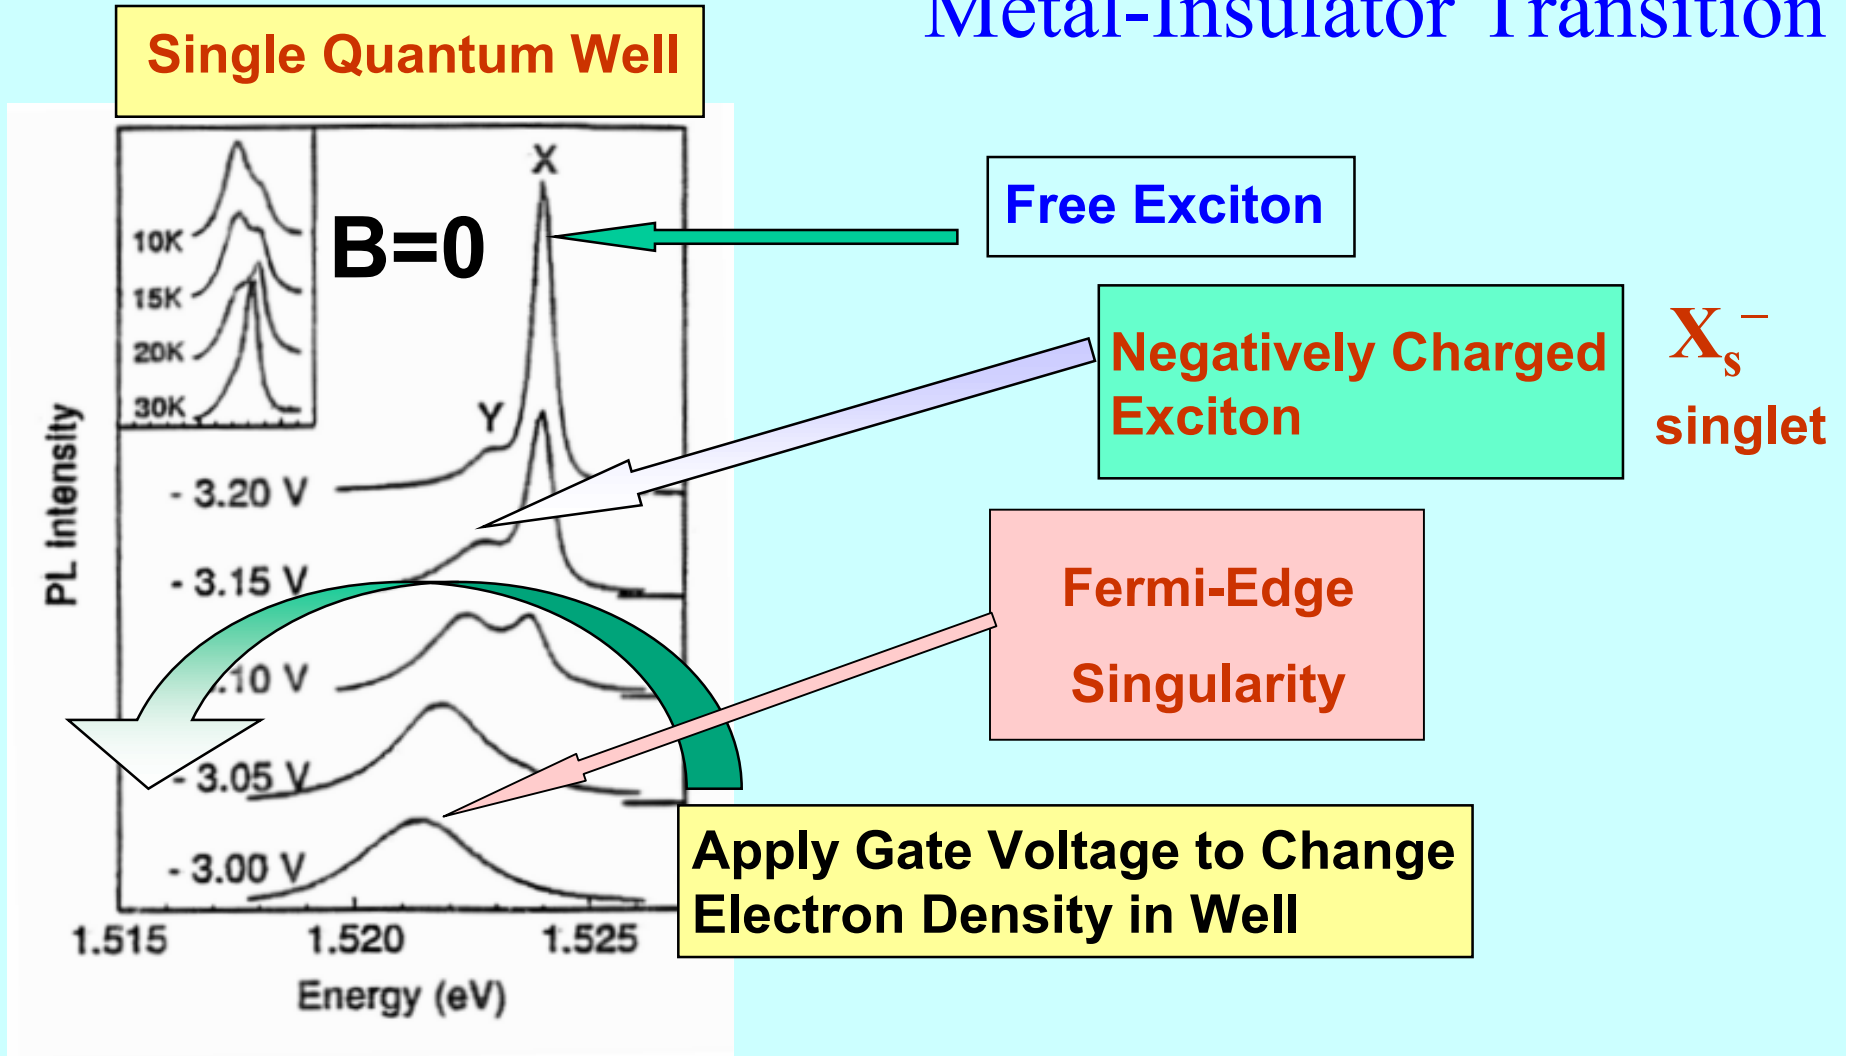 Metal-Insulator Transition
Single Quantum Well
X
B=0
10K
15K
20K
30K
Y
Free Exciton
Negatively Charged
Exciton
Xs–
singlet
Fermi-Edge
Singularity
PL Intensity
- 3.20 V
- 3.15 V
.10 V
- 3.05 V
- 3.00 V
Apply Gate Voltage to Change
Electron Density in Well
1.515 1.520 1.525
Energy (eV)